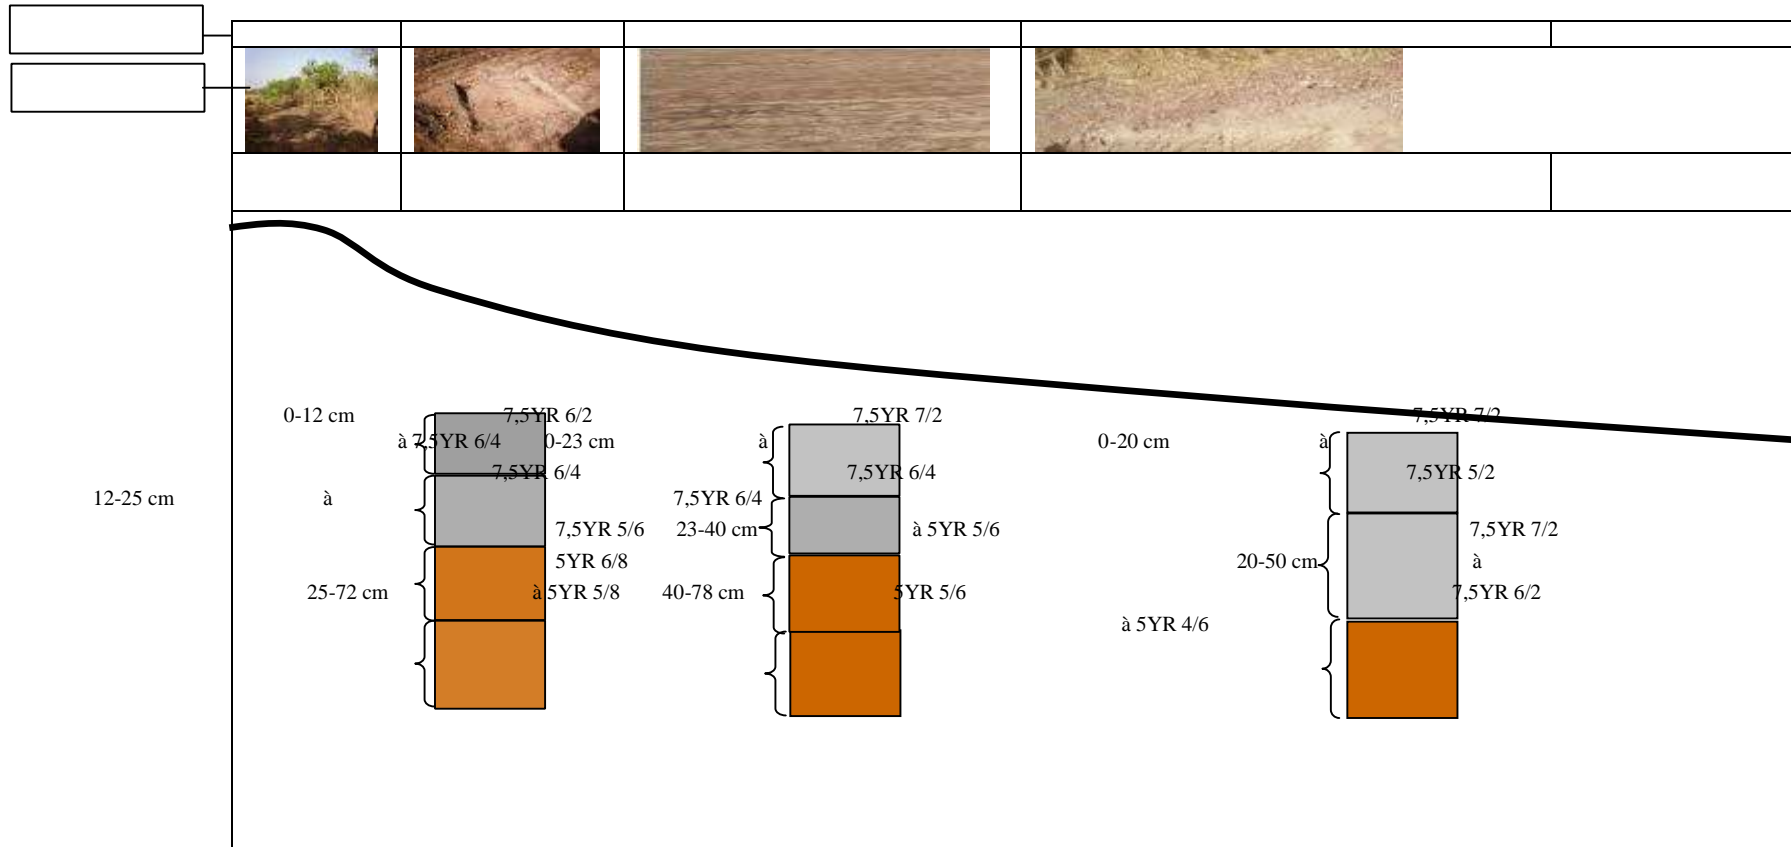 0-12 cm 7,5YR 6/2 7,5YR 7/2 7,5YR 7/2
à 7,5YR 6/4 0-23 cm à 0-20 cm à
7,5YR 6/4 7,5YR 6/4 7,5YR 5/2
12-25 cm à 7,5YR 6/4
7,5YR 5/6 23-40 cm à 5YR 5/6 7,5YR 7/2
5YR 6/8 20-50 cm à
25-72 cm à 5YR 5/8 40-78 cm 5YR 5/6 7,5YR 6/2
à 5YR 4/6